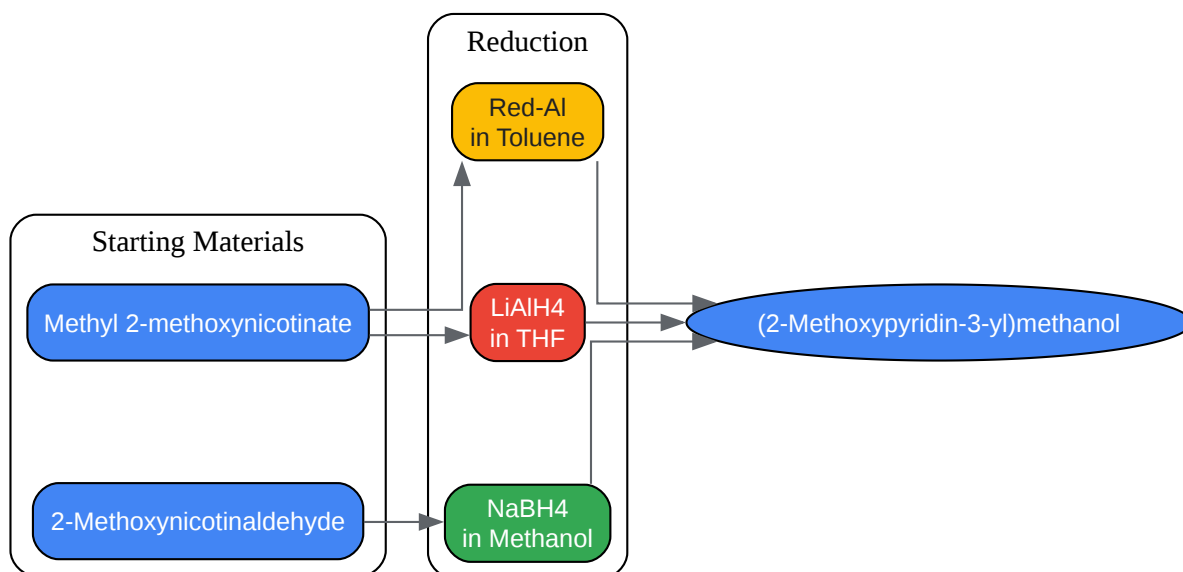 Reduction
Red-Al
in Toluene
Starting Materials
Methyl 2-methoxynicotinate
LiAlH4
in THF
(2-Methoxypyridin-3-yl)methanol
2-Methoxynicotinaldehyde
NaBH4
in Methanol